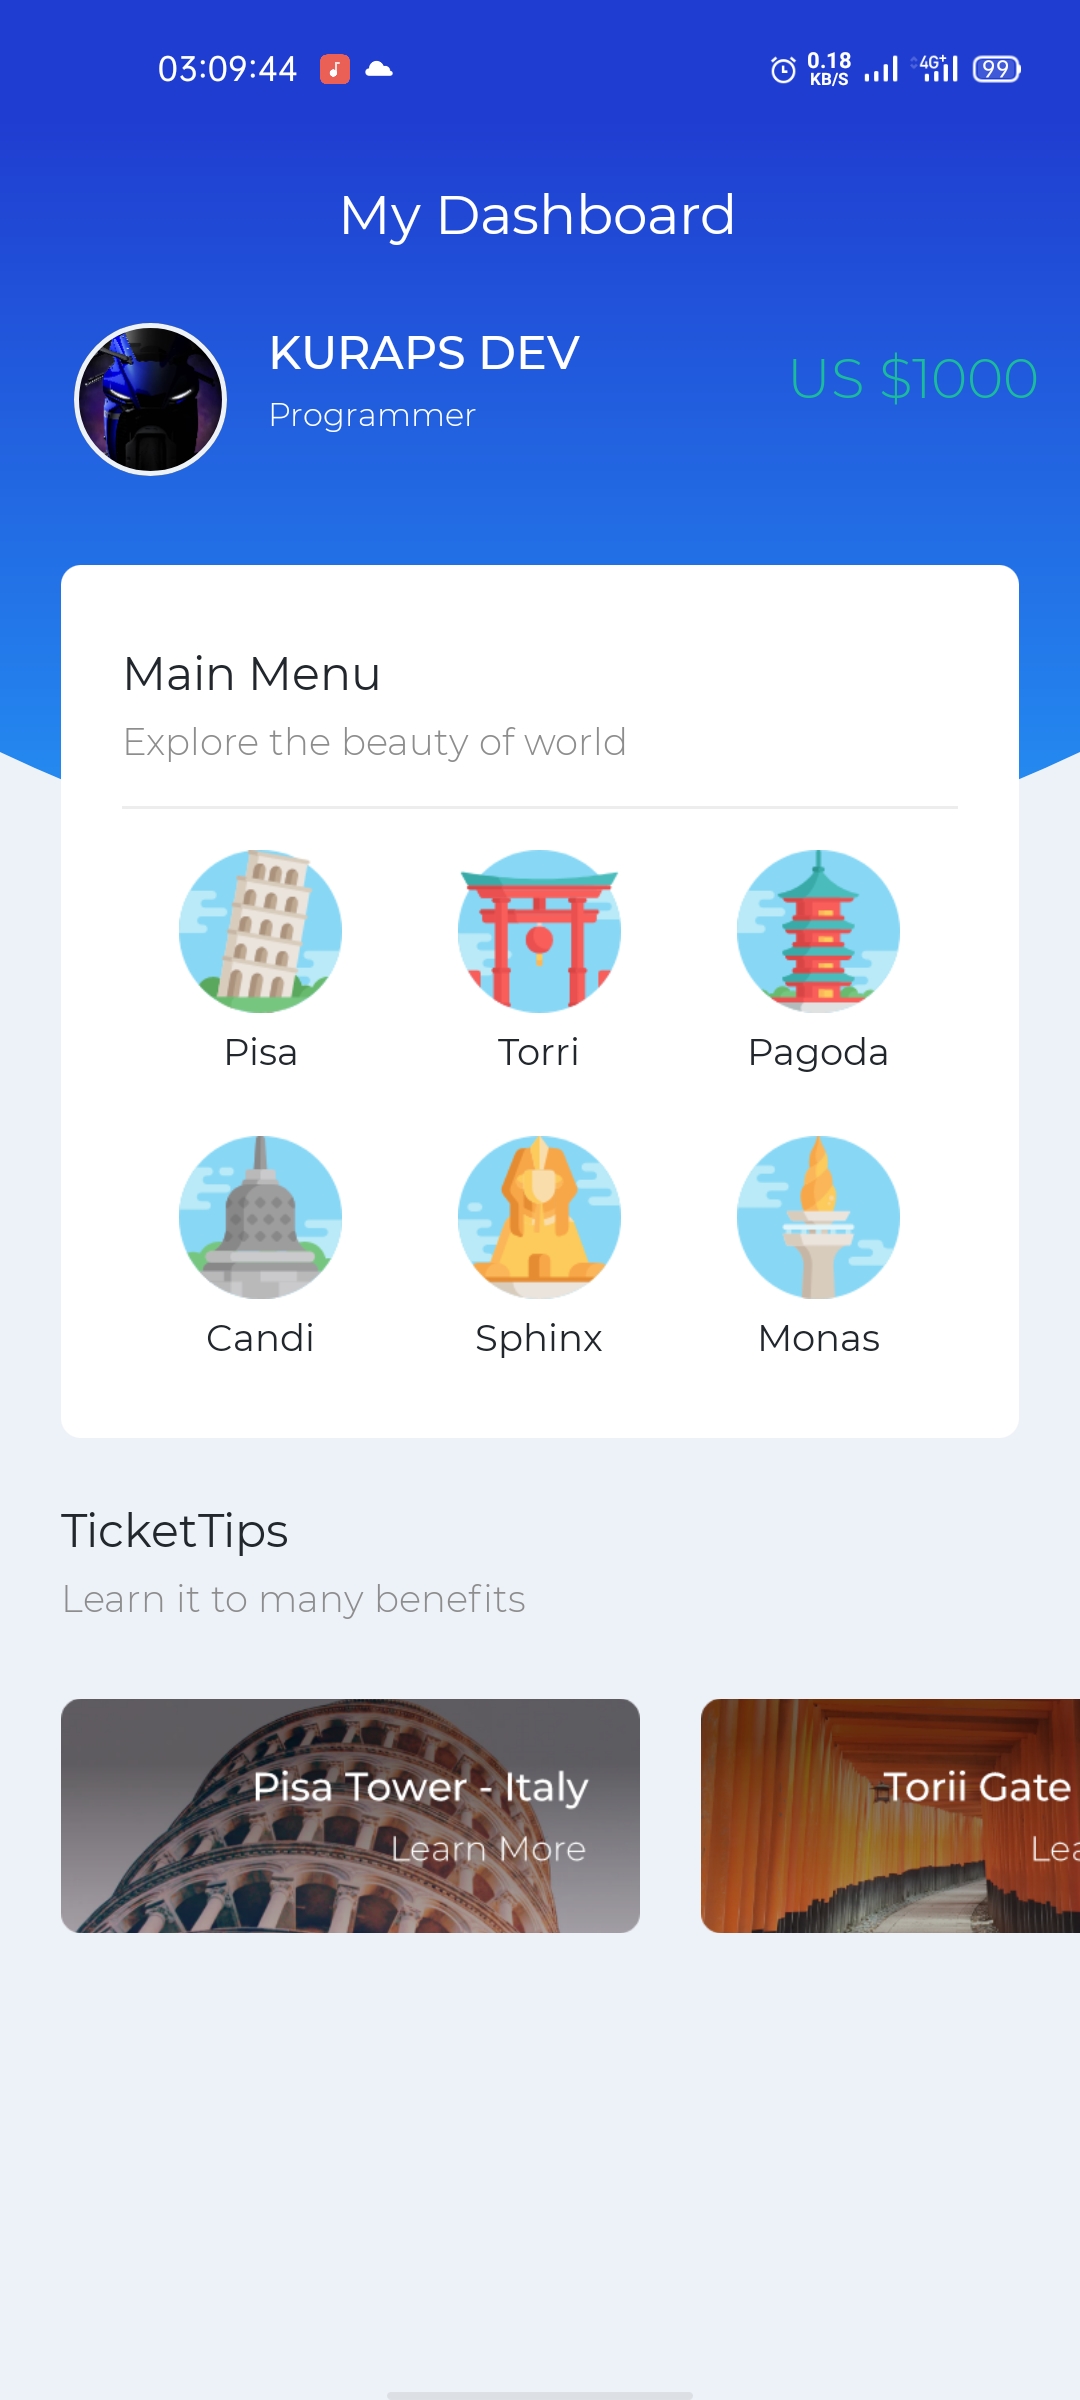 03:09:44
0.18
KB/S
4G+
99
My Dashboard
KURAPS DEV
Programmer
US $1000
Main Menu
Explore the beauty of world
Pisa
Torri
Pagoda
Candi
Sphinx
Monas
TicketTips
Learn it to many benefits
Pisa Tower - Italy
Learn More
Torii Gate
Lea